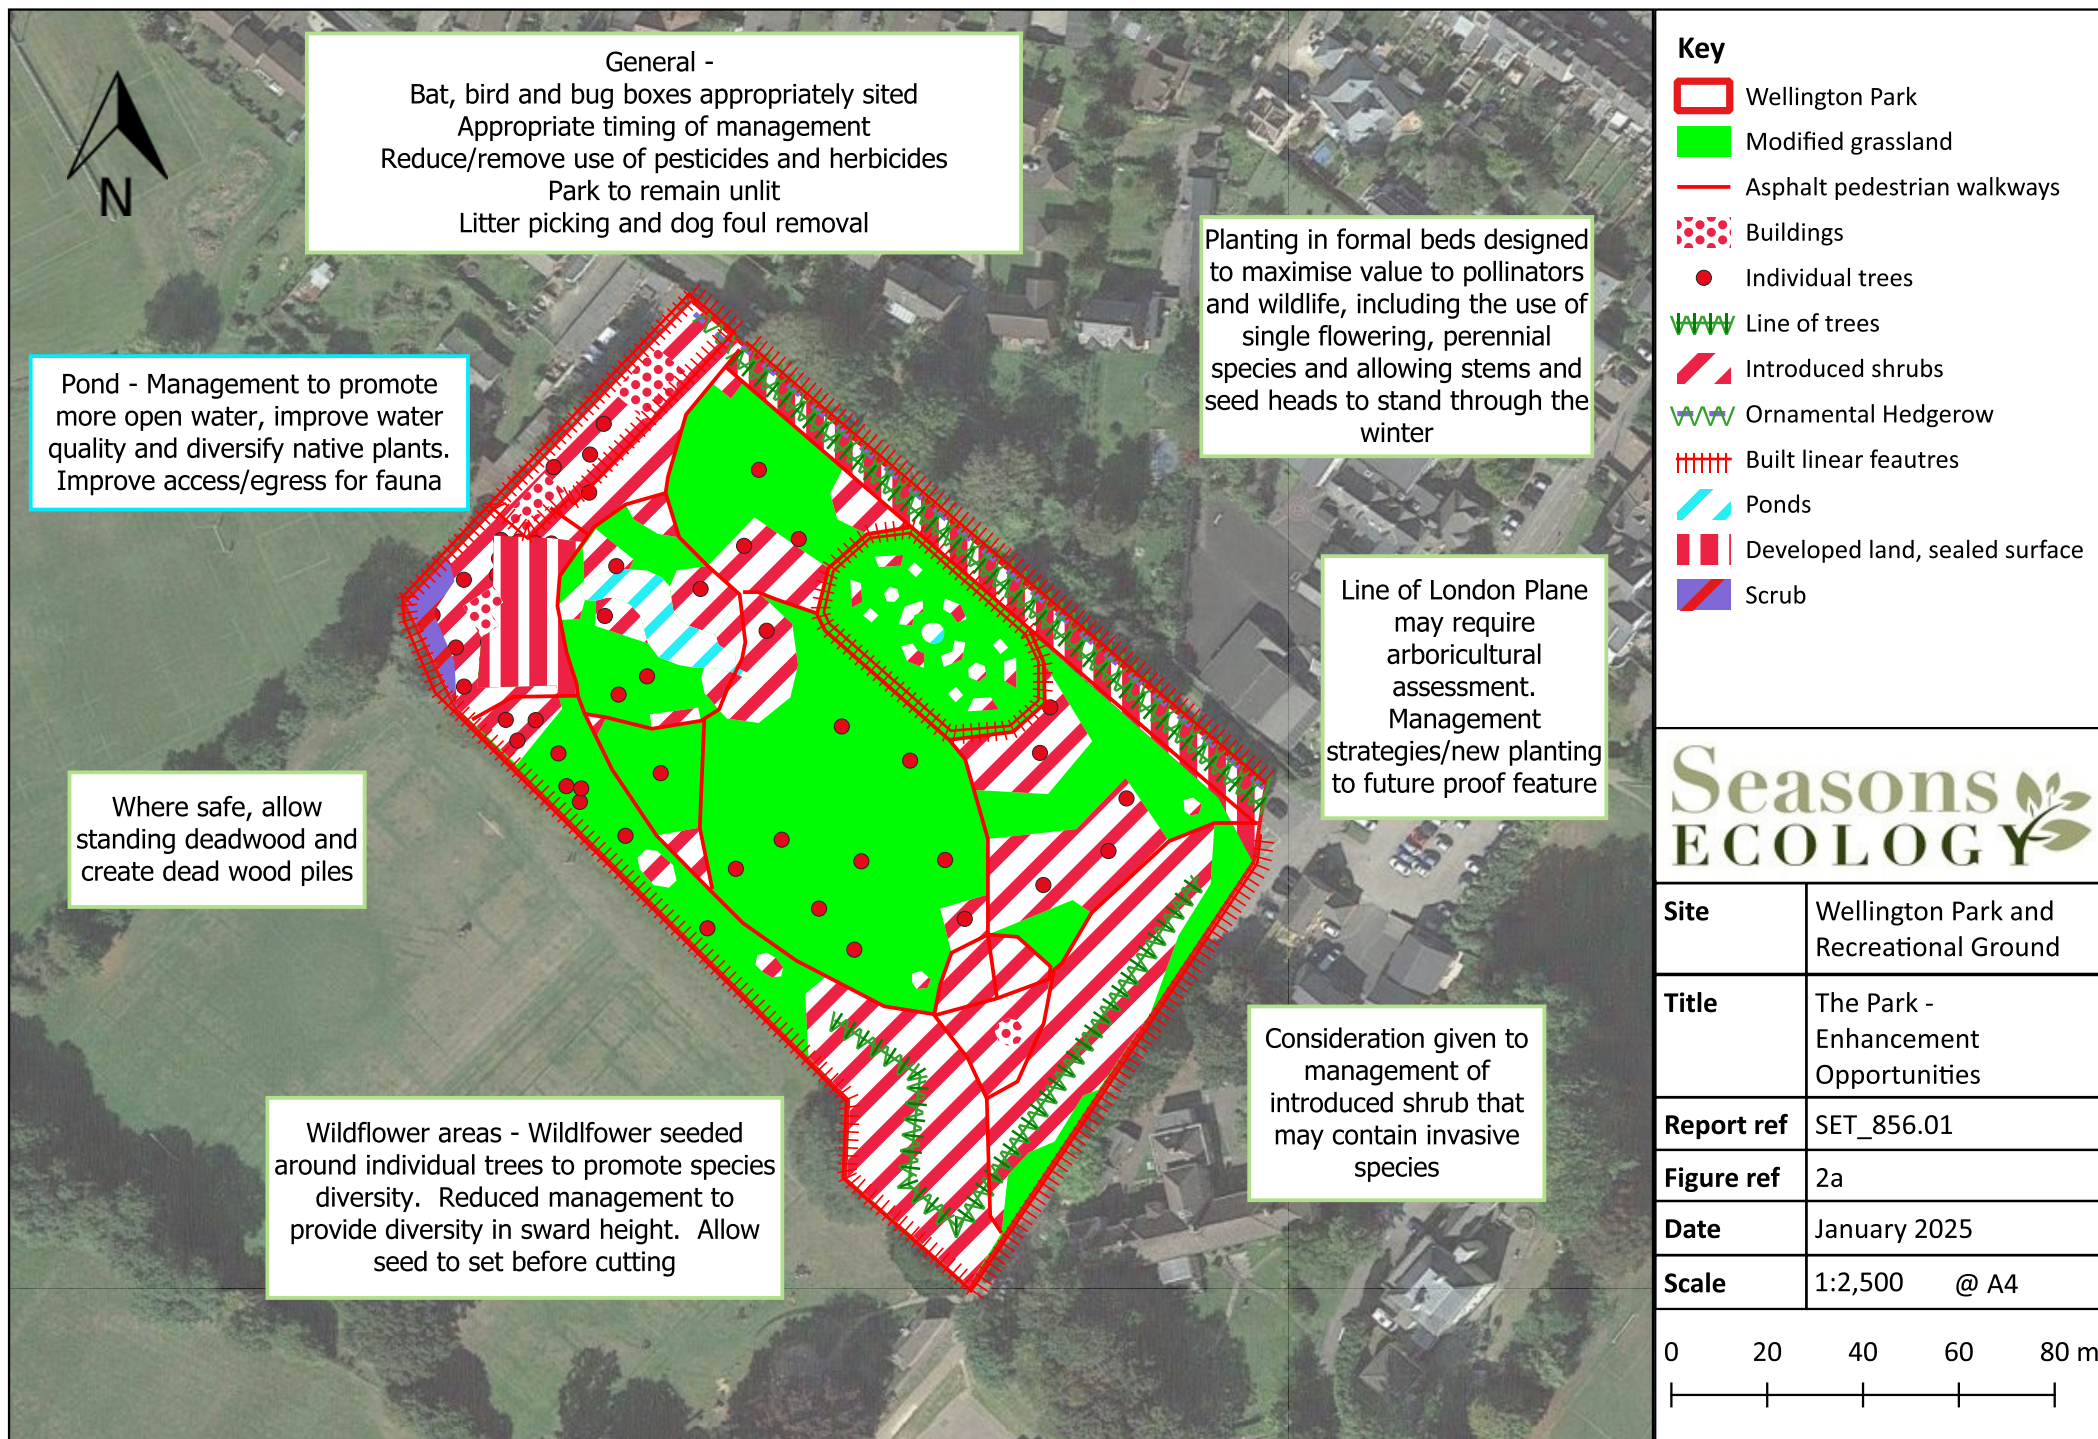 General -
Bat, bird and bug boxes appropriately sited
Appropriate timing of management
Reduce/remove use of pesticides and herbicides
Park to remain unlit
Litter picking and dog foul removal
N
Planting in formal beds designed
to maximise value to pollinators
and wildlife, including the use of
single flowering, perennial
species and allowing stems and
seed heads to stand through the
winter
Pond - Management to promote
more open water, improve water
quality and diversify native plants.
Improve access/egress for fauna
Line of London Plane
may require
arboricultural
assessment.
Management
strategies/new planting
to future proof feature
Where safe, allow
standing deadwood and
create dead wood piles
Consideration given to
management of
introduced shrub that
may contain invasive
species
Wildflower areas - Wildlfower seeded
around individual trees to promote species
diversity. Reduced management to
provide diversity in sward height. Allow
seed to set before cutting
Key
Wellington Park
Modified grassland
Asphalt pedestrian walkways
Buildings
Individual trees
Line of trees
Introduced shrubs
Ornamental Hedgerow
Built linear feautres
Ponds
Developed land, sealed surface
Scrub
Seasons
ECOLOGY
Site Wellington Park and
Recreational Ground
Title The Park -
Enhancement
Opportunities
Report ref SET_856.01
Figure ref 2a
Date January 2025
Scale 1:2,500 @ A4
0 20 40 60 80 m